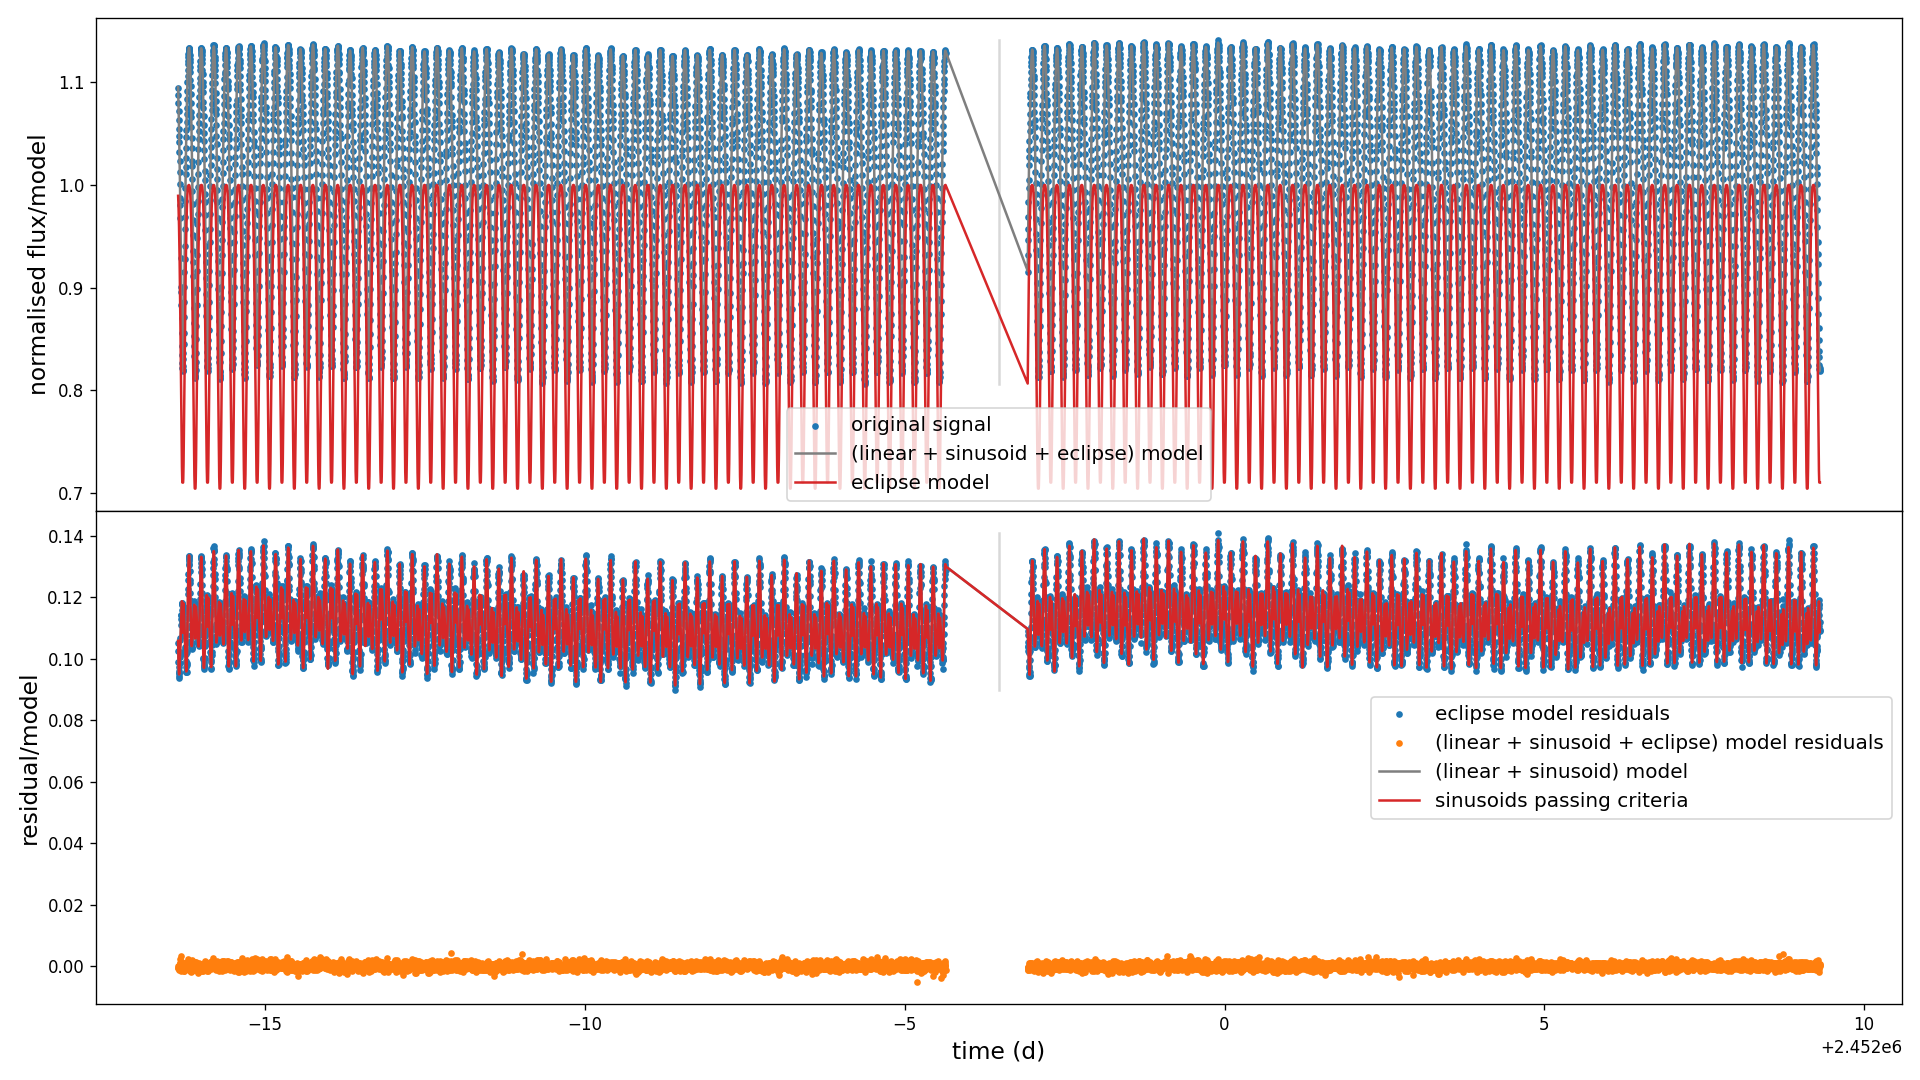 normalised flux/model
1.1
1.0
0.9
0.8
0.7
original signal
(linear + sinusoid + eclipse) model
eclipse model
residual/model
0.14
0.12
0.10
0.08
0.06
0.04
0.02
0.00
eclipse model residuals
(linear + sinusoid + eclipse) model residuals
(linear + sinusoid) model
sinusoids passing criteria
−15
−10
−5
0
5
10
time (d)
+2.452e6